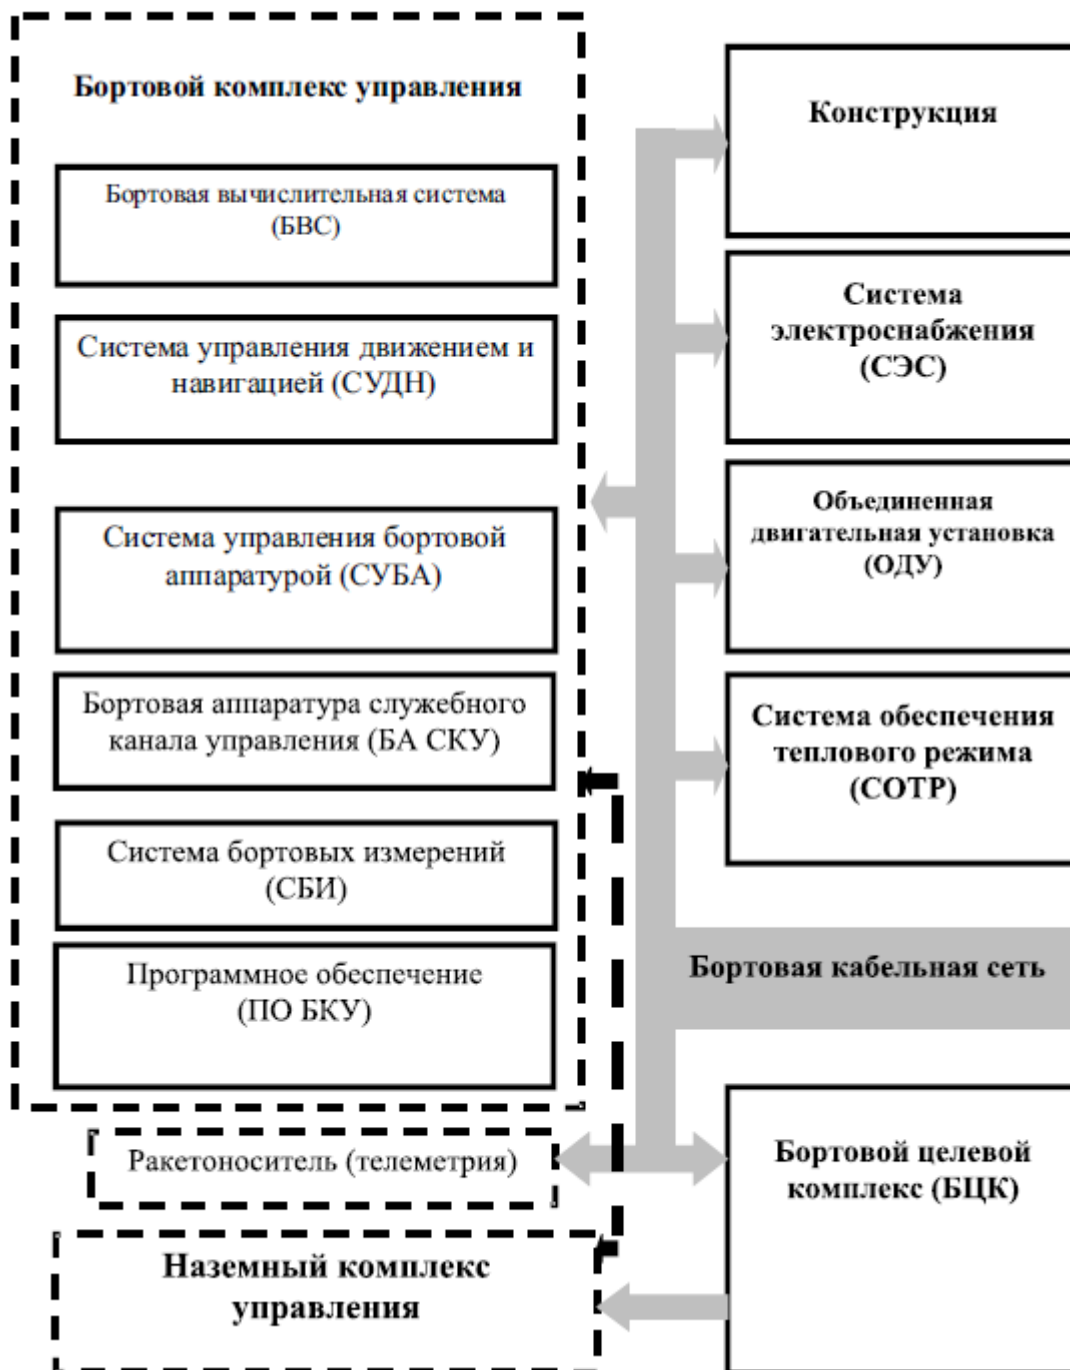 Бортовой комплекс управления
Бортовая вычислительная система
(БВС)
Система управления движением и
навигацией (СУДН)
Система управления бортовой
аппаратурой (СУБА)
Бортовая аппаратура служебного
канала управления (БА СКУ)
Система бортовых измерений
(СБИ)
Программное обеспечение
(ПО БКУ)
Ракетоноситель (телеметрия)
Наземный комплекс
управления
Конструкция
Система
электроснабжения
(СЭС)
Объединенная
двигательная установка
(ОДУ)
Система обеспечения
теплового режима
(СОТР)
Бортовая кабельная сеть
Бортовой целевой
комплекс (БЦК)